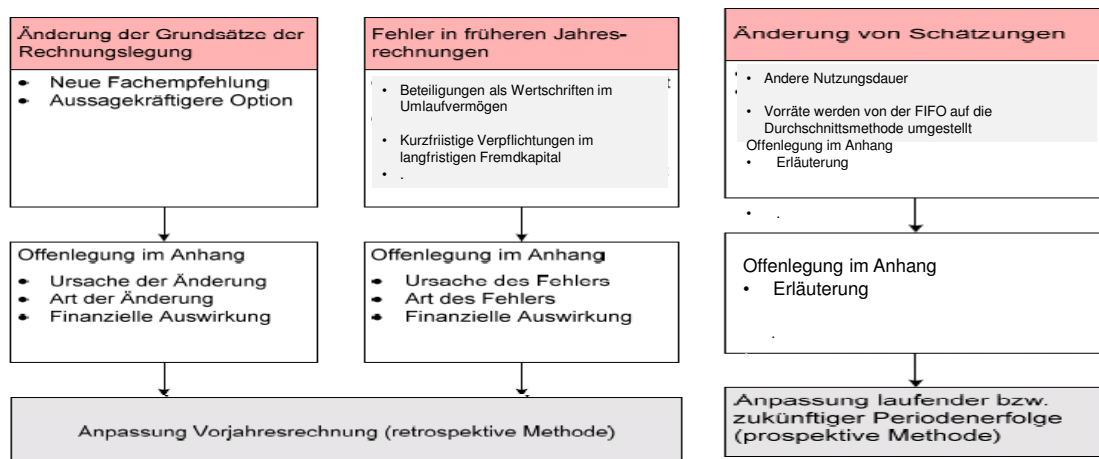 Änderung der Grundsätze der
Rechnungslegung
• Neue Fachempfehlung
• Aussagekräftigere Option
Offenlegung im Anhang
• Ursache der Änderung
• Art der Änderung
• Finanzielle Auswirkung
Fehler in früheren Jahres-
rechnungen
• Beteiligungen als Wertschriften im
Umlaufvermögen
• Kurzfriistige Verpflichtungen im
langfristigen Fremdkapital
• .
Offenlegung im Anhang
• Ursache des Fehlers
• Art des Fehlers
• Finanzielle Auswirkung
Anpassung Vorjahresrechnung (retrospektive Methode)
Änderung von Schätzungen
• Andere Nutzungsdauer
• Vorräte werden von der FIFO auf die
Durchschnittsmethode umgestellt
Offenlegung im Anhang
• Erläuterung
• .
Offenlegung im Anhang
• Erläuterung
.
Anpassung laufender bzw.
zukünftiger Periodenerfolge
(prospektive Methode)